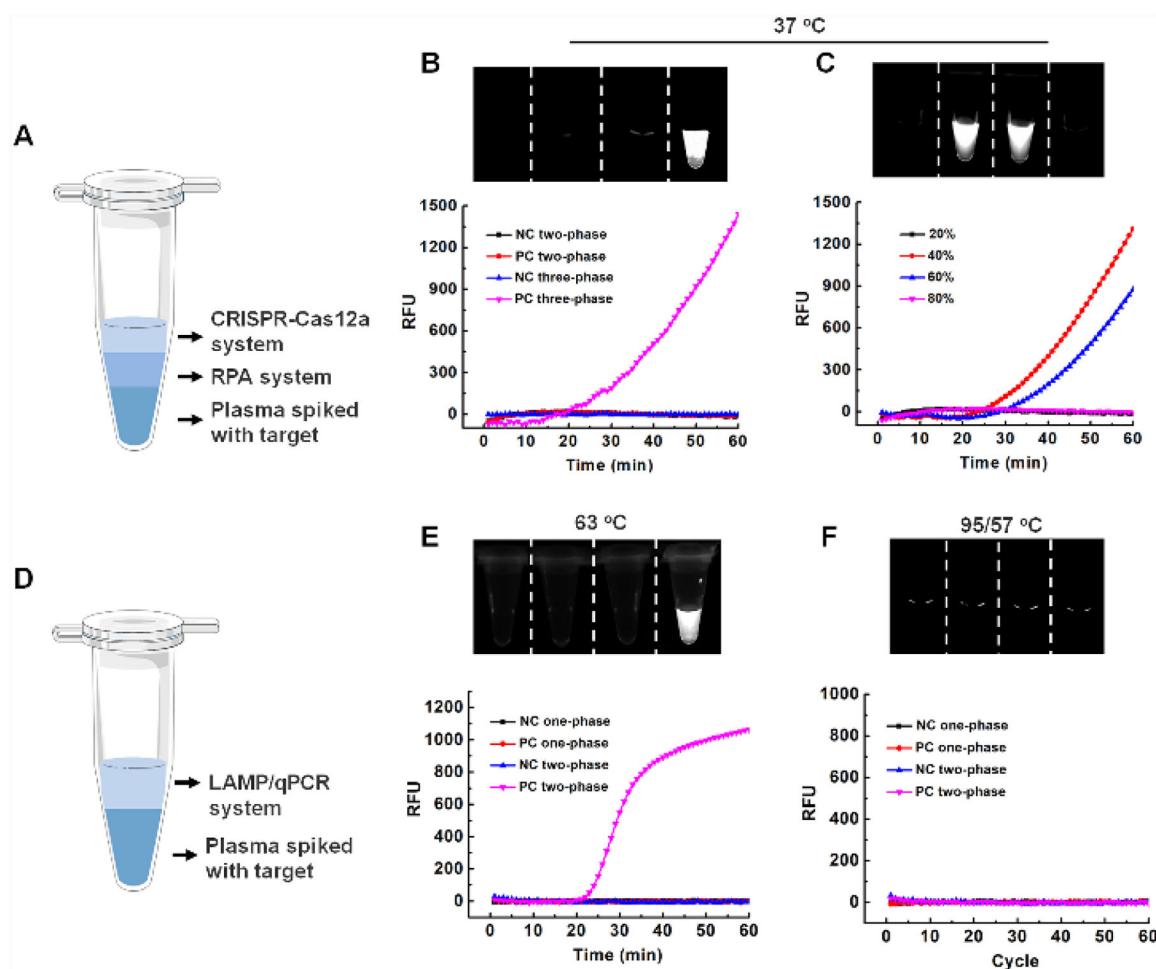 37 °C
A
CRISPR-Cas12a
system
RPA system
Plasma spiked
with target
B
1500
1200
900
600
300
0
RFU
NC two-phase
PC two-phase
NC three-phase
PC three-phase
0 10 20 30 40 50 60
Time (min)
C
1500
1200
900
600
300
0
RFU
20%
40%
60%
80%
0 10 20 30 40 50 60
Time (min)
D
LAMP/qPCR
system
Plasma spiked
with target
E
63 °C
1200
1000
800
600
400
200
0
RFU
NC one-phase
PC one-phase
NC two-phase
PC two-phase
0 10 20 30 40 50 60
Time (min)
F
95/57 °C
1000
800
600
400
200
0
RFU
NC one-phase
PC one-phase
NC two-phase
PC two-phase
0 10 20 30 40 50 60
Cycle